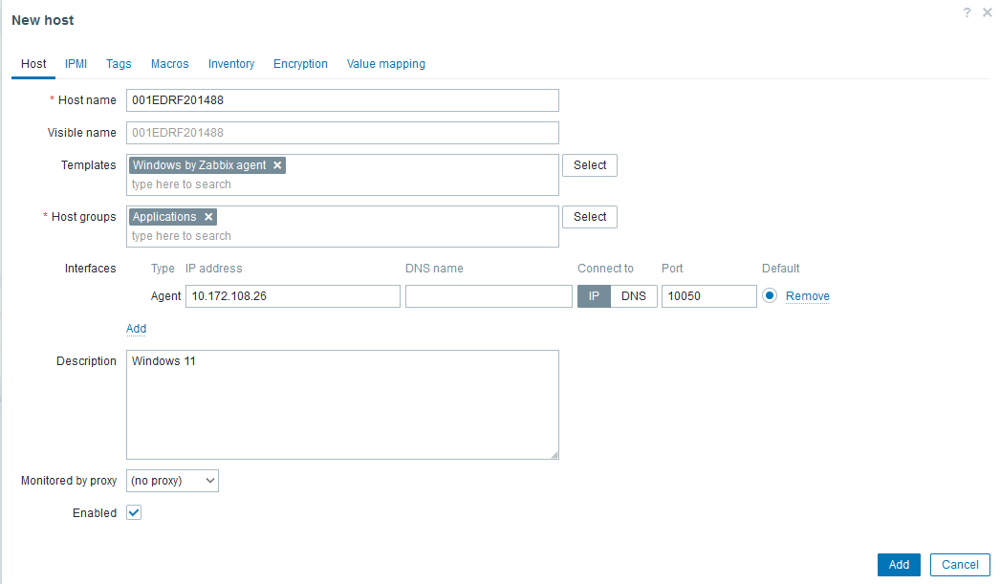 New host
? ×
Host IPMI Tags Macros Inventory Encryption Value mapping
* Host name 001EDRF201488
Visible name 001EDRF201488
Templates Windows by Zabbix agent × Select
type here to search
* Host groups Applications × Select
type here to search
Interfaces Type IP address DNS name Connect to Port Default
Agent 10.172.108.26 IP DNS 10050 Remove
Add
Description Windows 11
Monitored by proxy (no proxy)
Enabled
Add Cancel